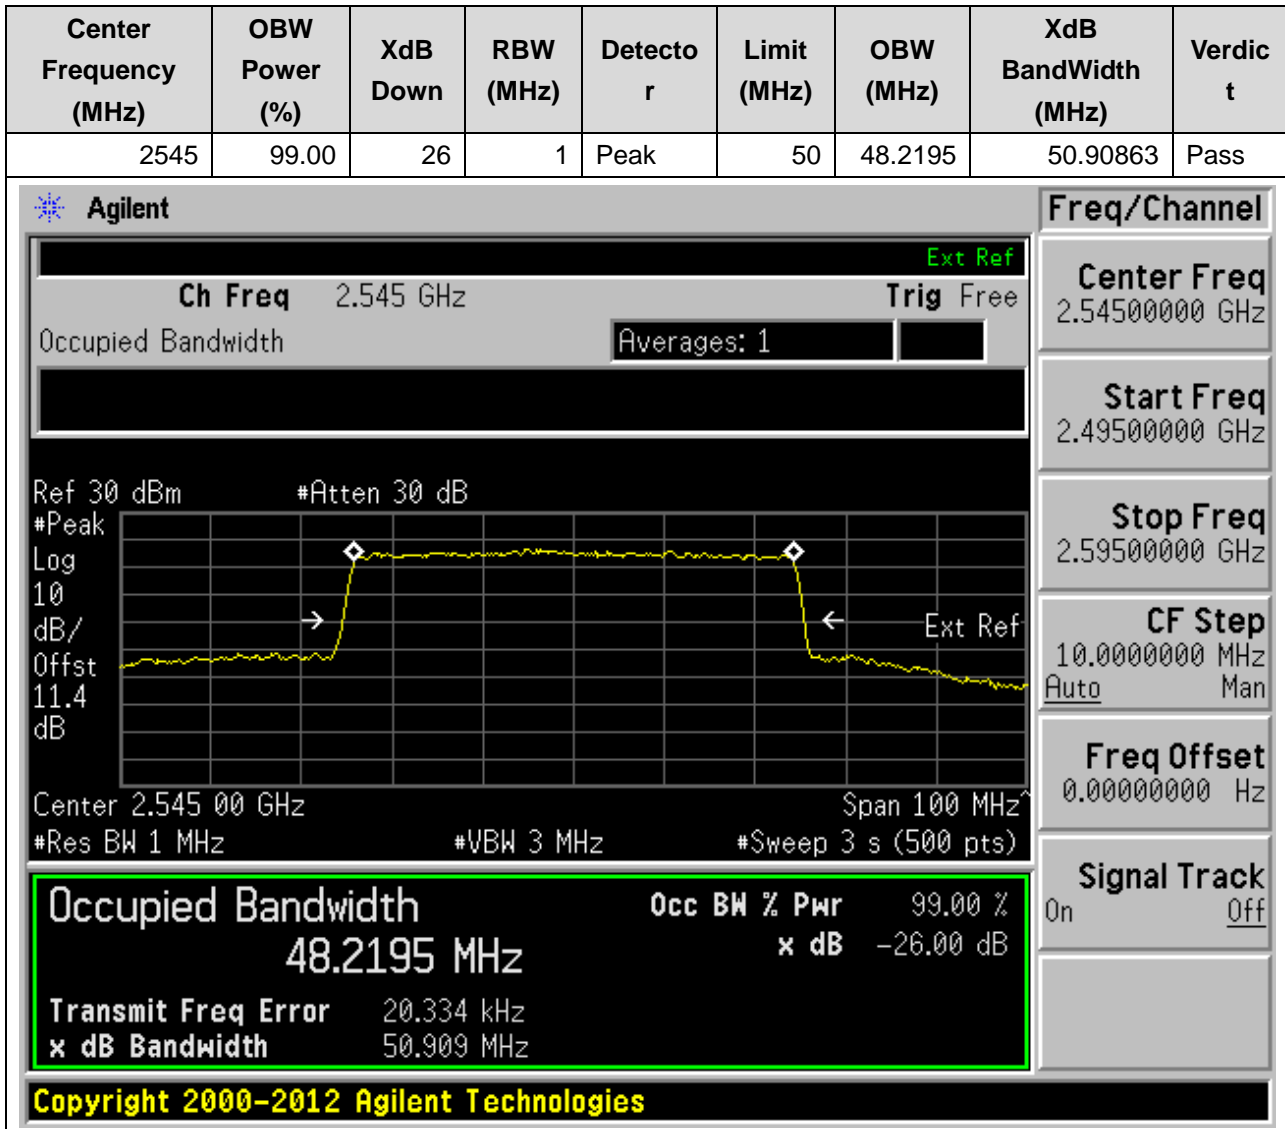 Center Frequency (MHz) OBW Power (%) XdB Down RBW (MHz) Detector Limit (MHz) OBW (MHz) XdB BandWidth (MHz) Verdict
2545 99.00 26 1 Peak 50 48.2195 50.90863 Pass
Agilent
Freq/Channel
Ext Ref
Ch Freq 2.545 GHz Trig Free
Occupied Bandwidth Averages: 1
Center Freq
2.54500000 GHz
Start Freq
2.49500000 GHz
Stop Freq
2.59500000 GHz
CF Step
10.0000000 MHz
Auto Man
Freq Offset
0.00000000 Hz
Signal Track
On Off
Ref 30 dBm #Atten 30 dB
#Peak
Log
10
dB/
Offst
11.4
dB
Ext Ref
Center 2.545 00 GHz Span 100 MHz^
#Res BW 1 MHz #VBW 3 MHz #Sweep 3 s (500 pts)
Occupied Bandwidth
48.2195 MHz
Occ BW % Pwr 99.00 %
x dB -26.00 dB
Transmit Freq Error 20.334 kHz
x dB Bandwidth 50.909 MHz
Copyright 2000-2012 Agilent Technologies